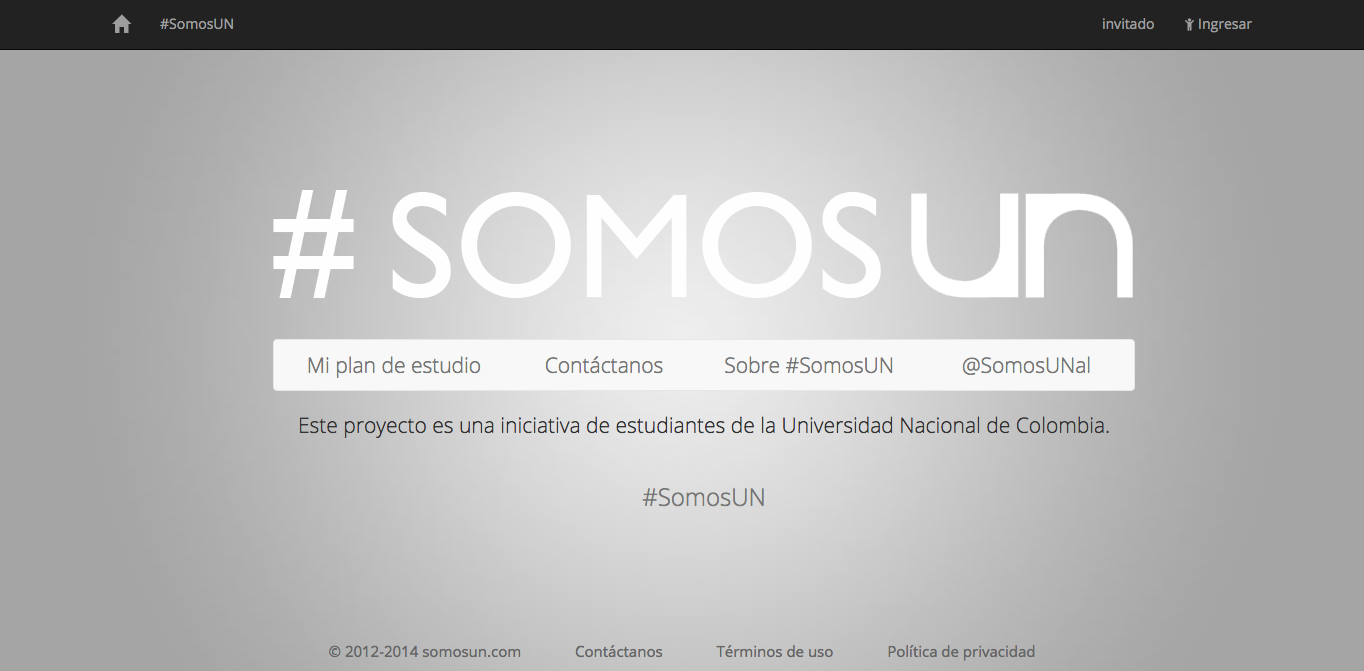 #SomosUN invitado Ingresar
# SOMOS un
Mi plan de estudio Contáctanos Sobre #SomosUN @SomosUNal
Este proyecto es una iniciativa de estudiantes de la Universidad Nacional de Colombia.
#SomosUN
© 2012-2014 somosun.com Contáctanos Términos de uso Política de privacidad